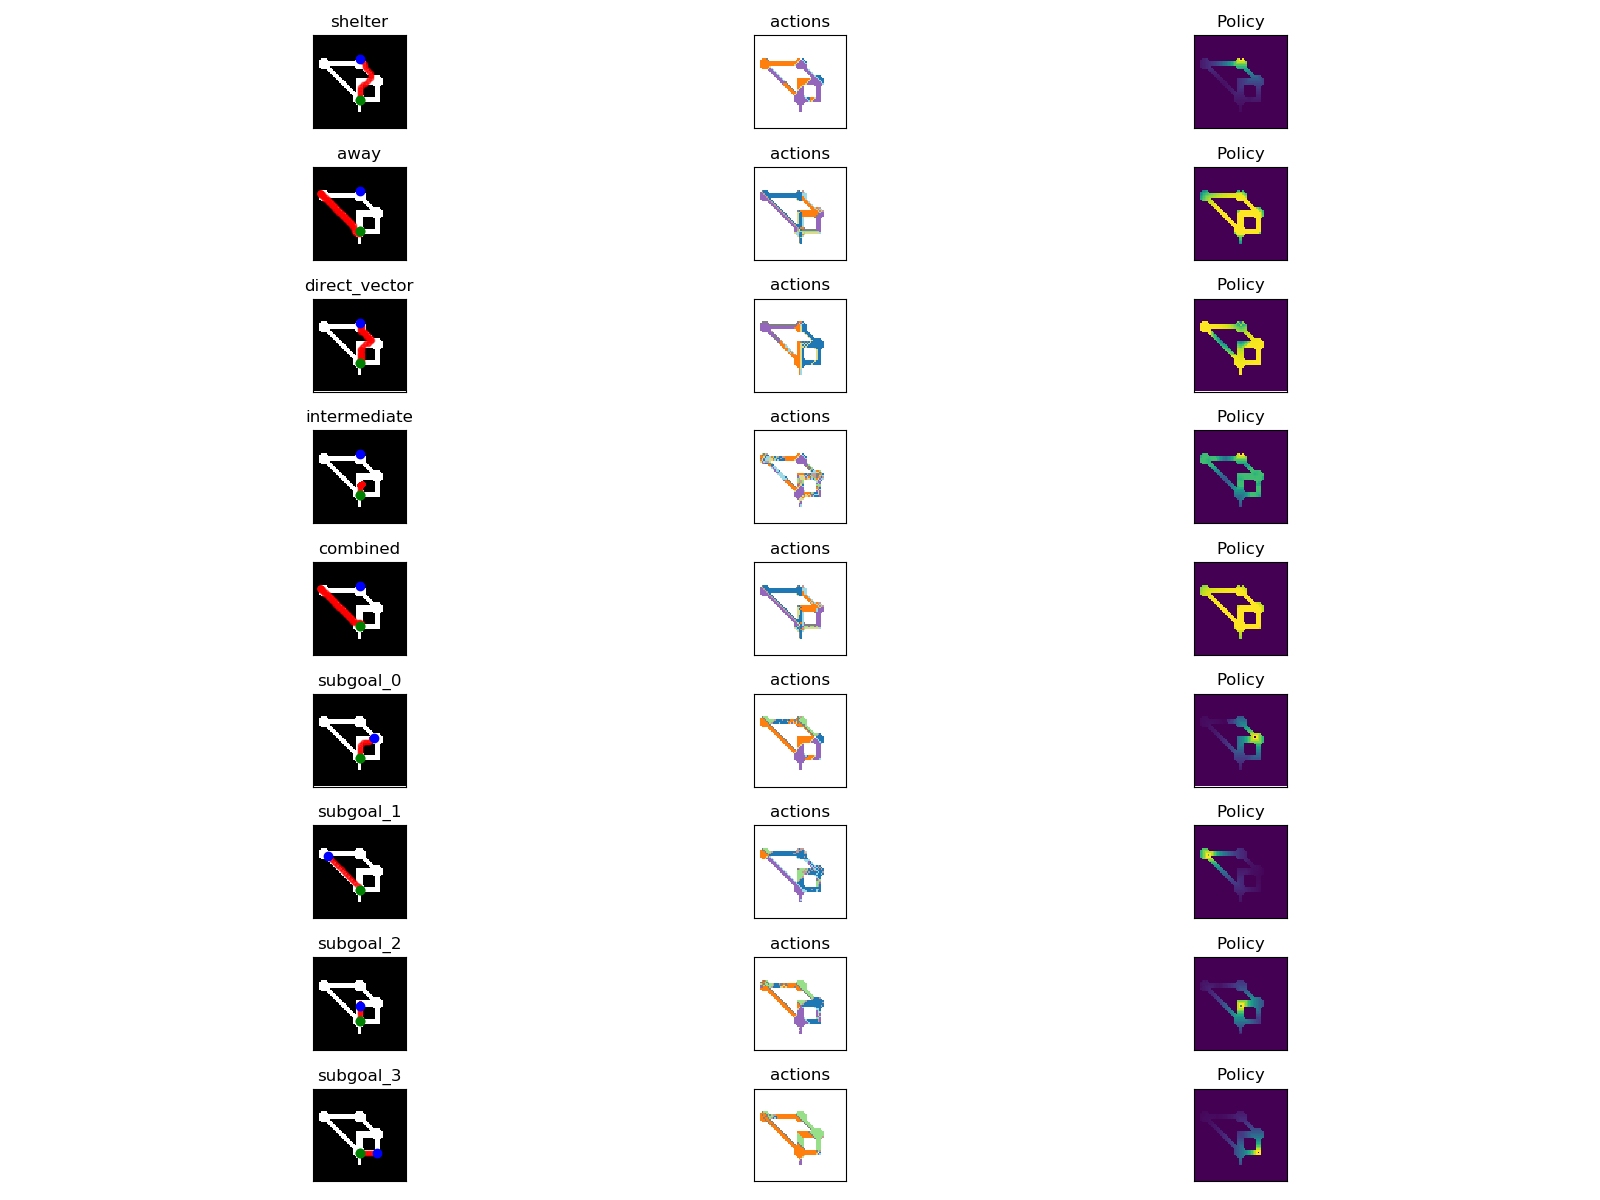 shelter actions Policy
away actions Policy
direct_vector actions Policy
intermediate actions Policy
combined actions Policy
subgoal_0 actions Policy
subgoal_1 actions Policy
subgoal_2 actions Policy
subgoal_3 actions Policy